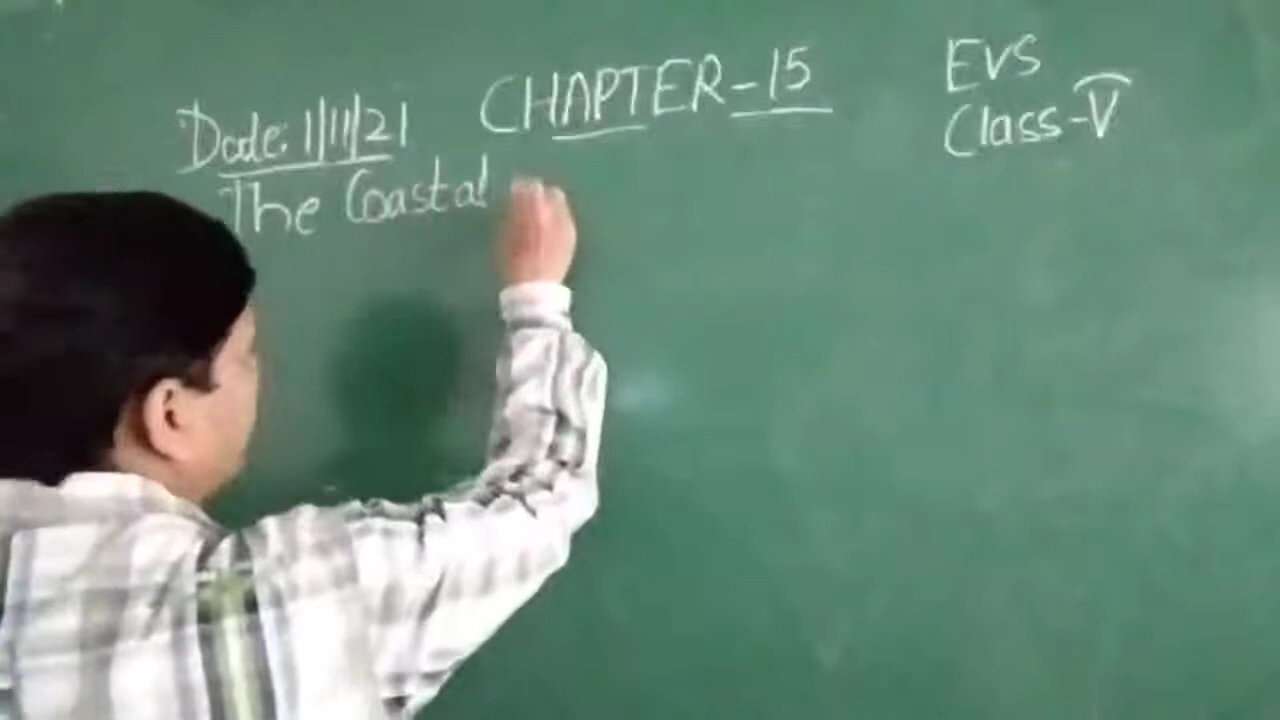 CHAPTER-15
EVS
Class-V
Date: 1/11/21
The Coastal